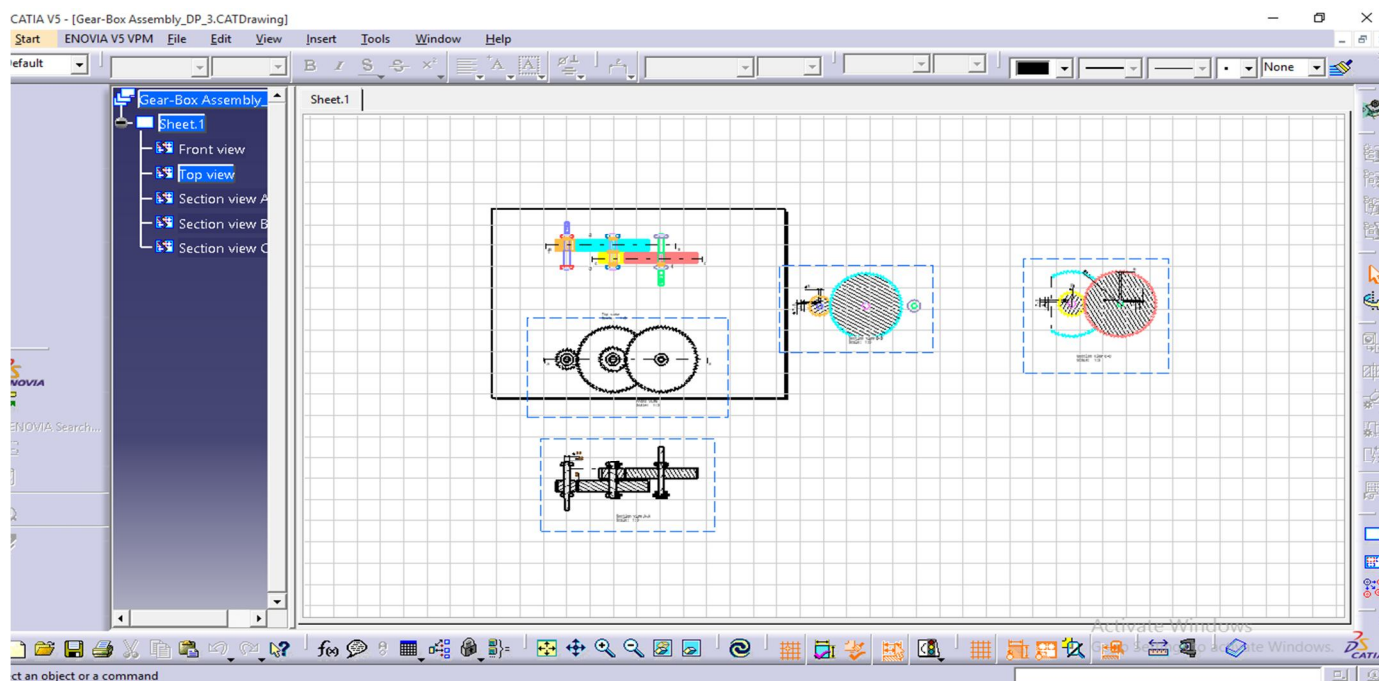 CATIA V5 - [Gear-Box Assembly_DP_3.CATDrawing]
Start ENOVIA V5 VPM File Edit View Insert Tools Window Help
efault
None
Gear-Box Assembly_
Sheet.1
Sheet.1
Front view
Top view
Section view A
Section view B
Section view C
NOVIA
ENOVIA Search...
Activate Windows
ct an object or a command